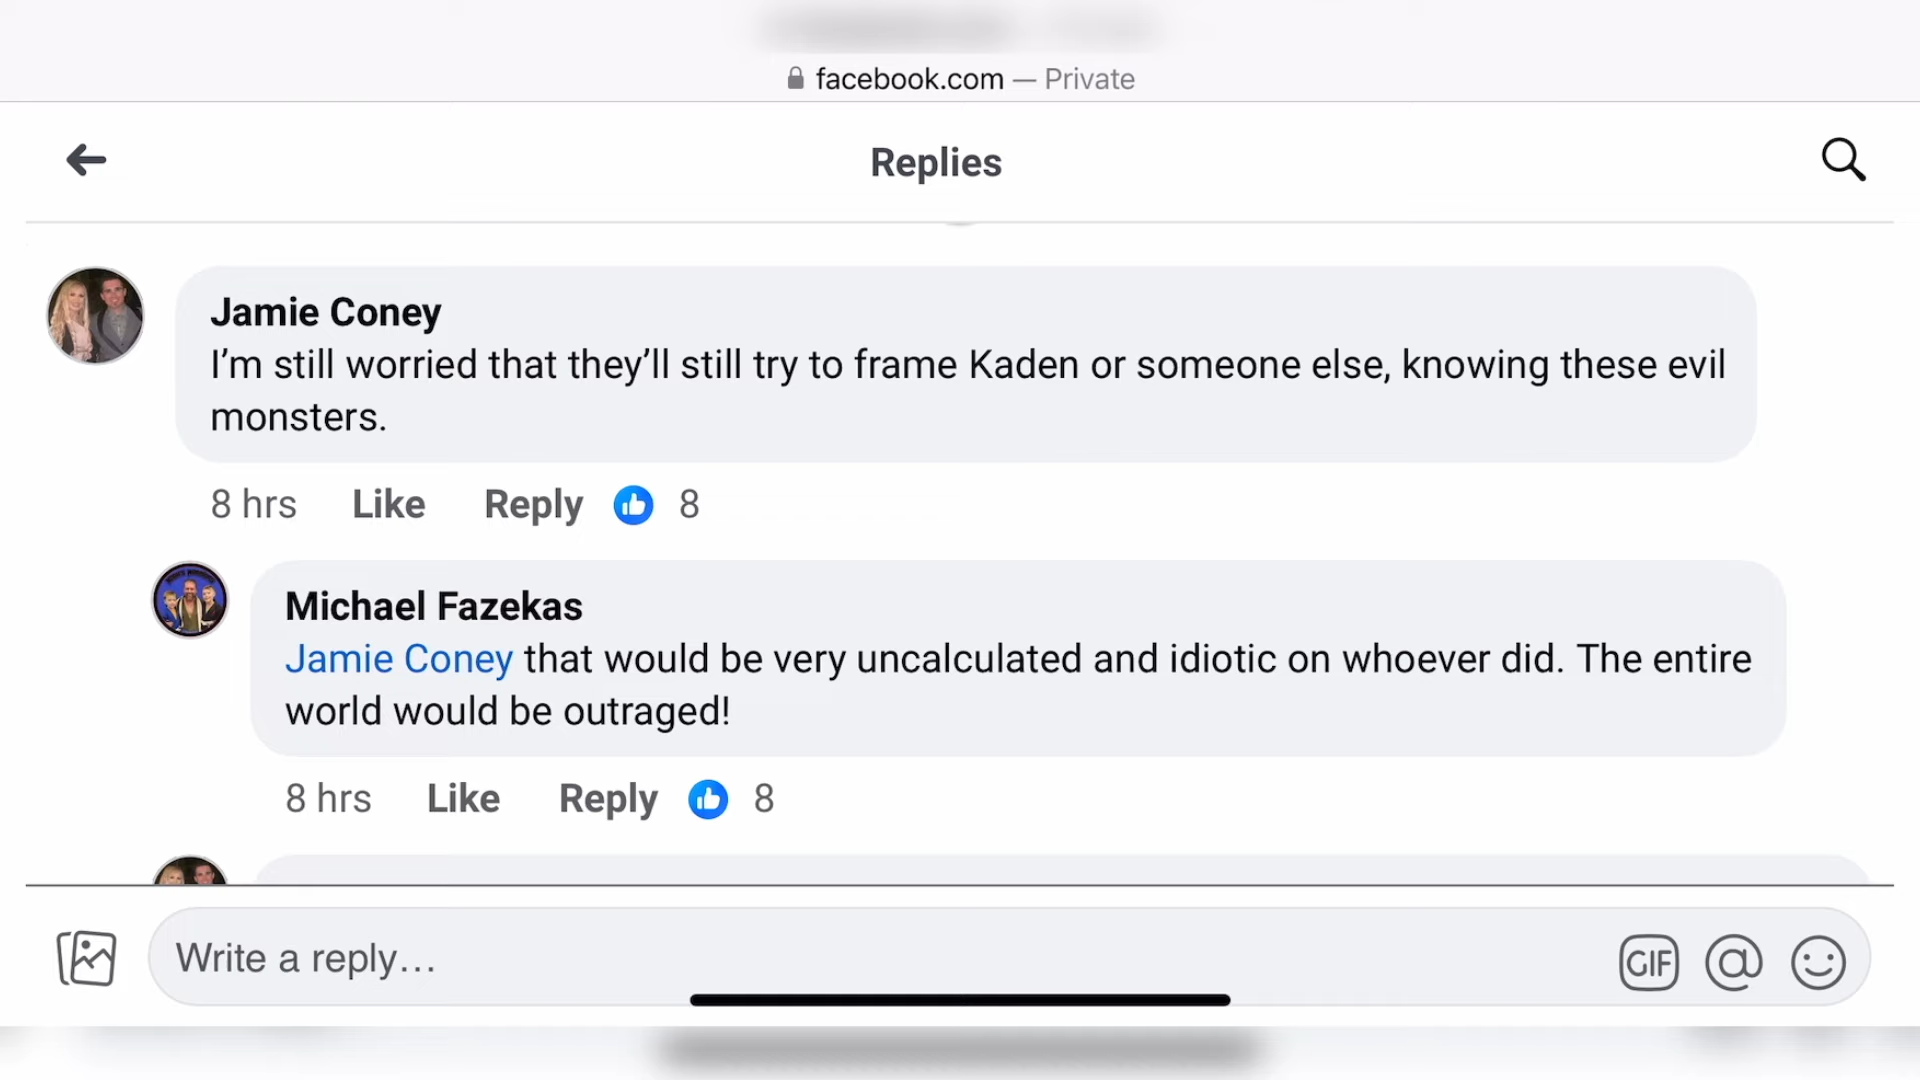 facebook.com — Private
Replies
Jamie Coney
I’m still worried that they’ll still try to frame Kaden or someone else, knowing these evil
monsters.
8 hrs Like Reply 8
Michael Fazekas
Jamie Coney that would be very uncalculated and idiotic on whoever did. The entire
world would be outraged!
8 hrs Like Reply 8
Write a reply…
GIF @